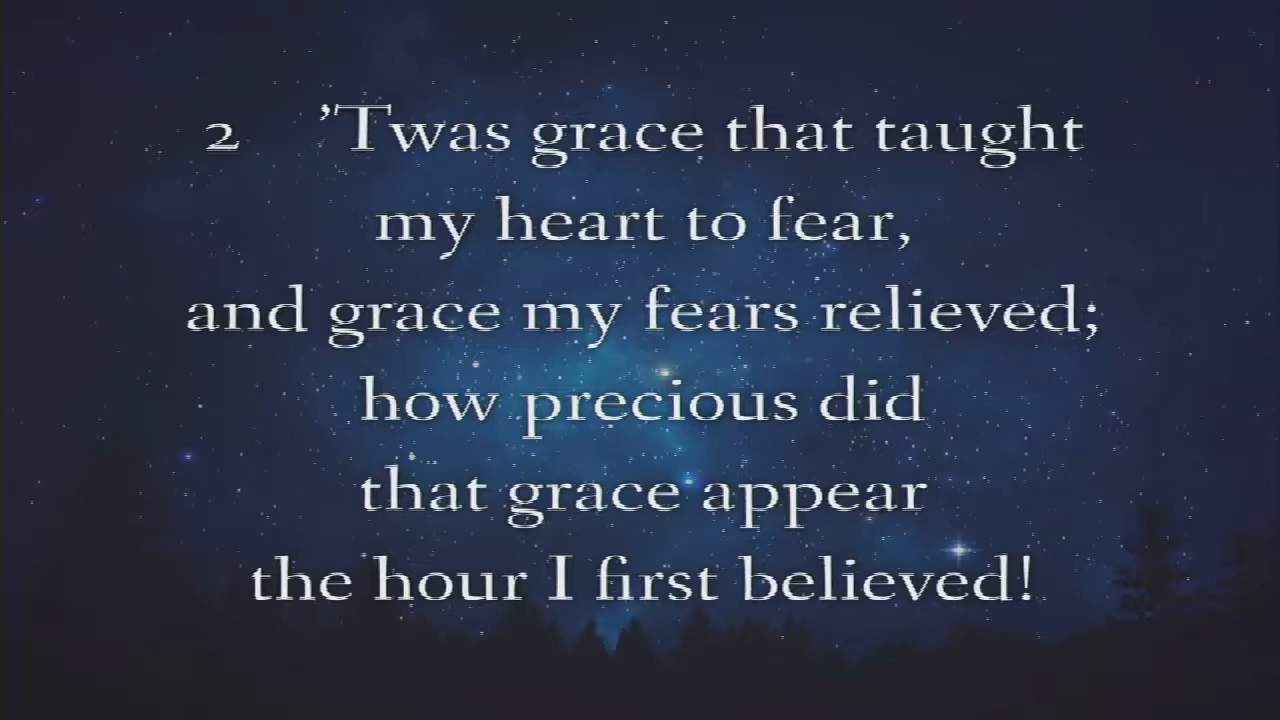 2 ’Twas grace that taught
my heart to fear,
and grace my fears relieved;
how precious did
that grace appear
the hour I first believed!